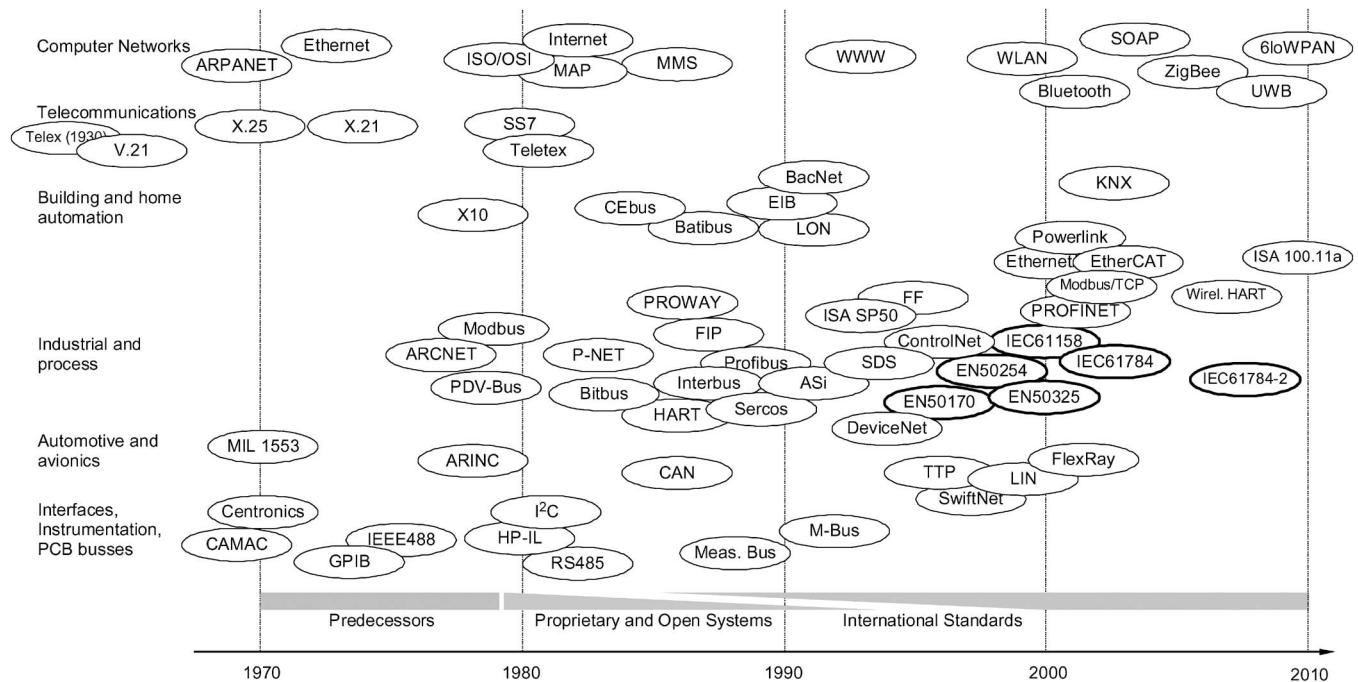 Computer Networks
ARPANET
Ethernet
ISO/OSI
Internet
MAP
MMS
WWW
WLAN
SOAP
Bluetooth
ZigBee
6loWPAN
UWB
Telecommunications
Telex (1930)
V.21
X.25
X.21
SS7
Teletex
Building and home
automation
X10
CEbus
Batibus
BacNet
EIB
LON
KNX
Industrial and
process
Powerlink
Ethernet
EtherCAT
Modbus/TCP
PROFINET
ISA 100.11a
Wirel. HART
PROWAY
FF
ISA SP50
Modbus
FIP
ControlNet
IEC61158
ARCNET
P-NET
Profibus
SDS
IEC61784
PDV-Bus
Bitbus
Interbus
ASi
EN50254
IEC61784-2
HART
Sercos
EN50170
EN50325
DeviceNet
Automotive and
avionics
MIL 1553
ARINC
CAN
TTP
SwiftNet
LIN
FlexRay
Interfaces,
Instrumentation,
PCB busses
Centronics
CAMAC
GPIB
IEEE488
I²C
HP-IL
RS485
Meas. Bus
M-Bus
Predecessors
Proprietary and Open Systems
International Standards
1970
1980
1990
2000
2010